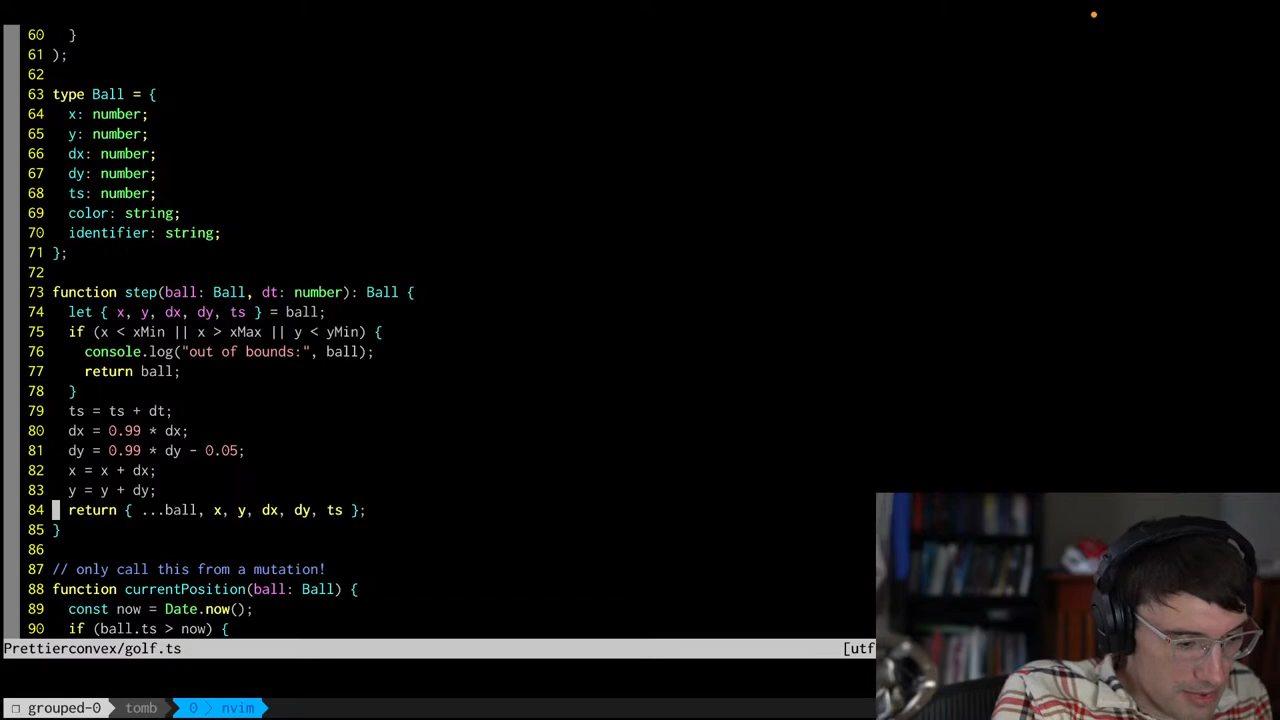 60   }
61 );
62
63 type Ball = {
64   x: number;
65   y: number;
66   dx: number;
67   dy: number;
68   ts: number;
69   color: string;
70   identifier: string;
71 };
72
73 function step(ball: Ball, dt: number): Ball {
74   let { x, y, dx, dy, ts } = ball;
75   if (x < xMin || x > xMax || y < yMin) {
76     console.log("out of bounds:", ball);
77     return ball;
78   }
79   ts = ts + dt;
80   dx = 0.99 * dx;
81   dy = 0.99 * dy - 0.05;
82   x = x + dx;
83   y = y + dy;
84   return { ...ball, x, y, dx, dy, ts };
85 }
86
87 // only call this from a mutation!
88 function currentPosition(ball: Ball) {
89   const now = Date.now();
90   if (ball.ts > now) {
Prettierconvex/golf.ts [utf
□ grouped-0 tomb 0 > nvim